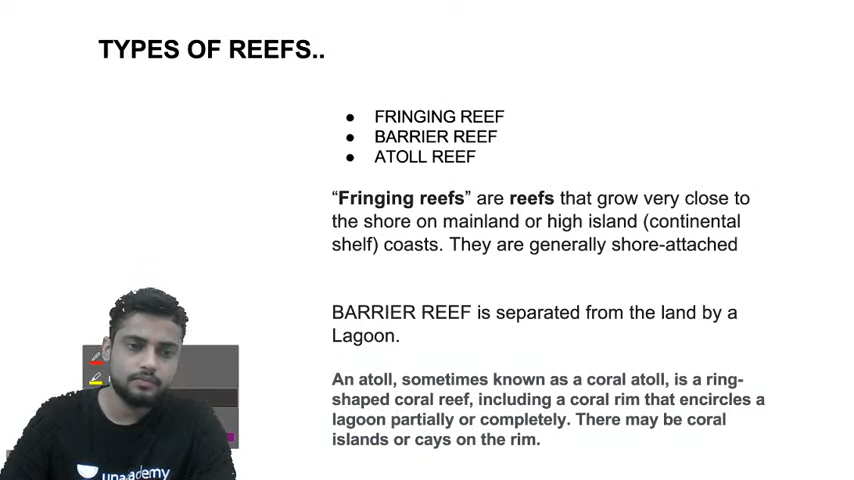 TYPES OF REEFS..
● FRINGING REEF
● BARRIER REEF
● ATOLL REEF
“Fringing reefs” are reefs that grow very close to
the shore on mainland or high island (continental
shelf) coasts. They are generally shore-attached
BARRIER REEF is separated from the land by a
Lagoon.
An atoll, sometimes known as a coral atoll, is a ring-
shaped coral reef, including a coral rim that encircles a
lagoon partially or completely. There may be coral
islands or cays on the rim.
unacademy